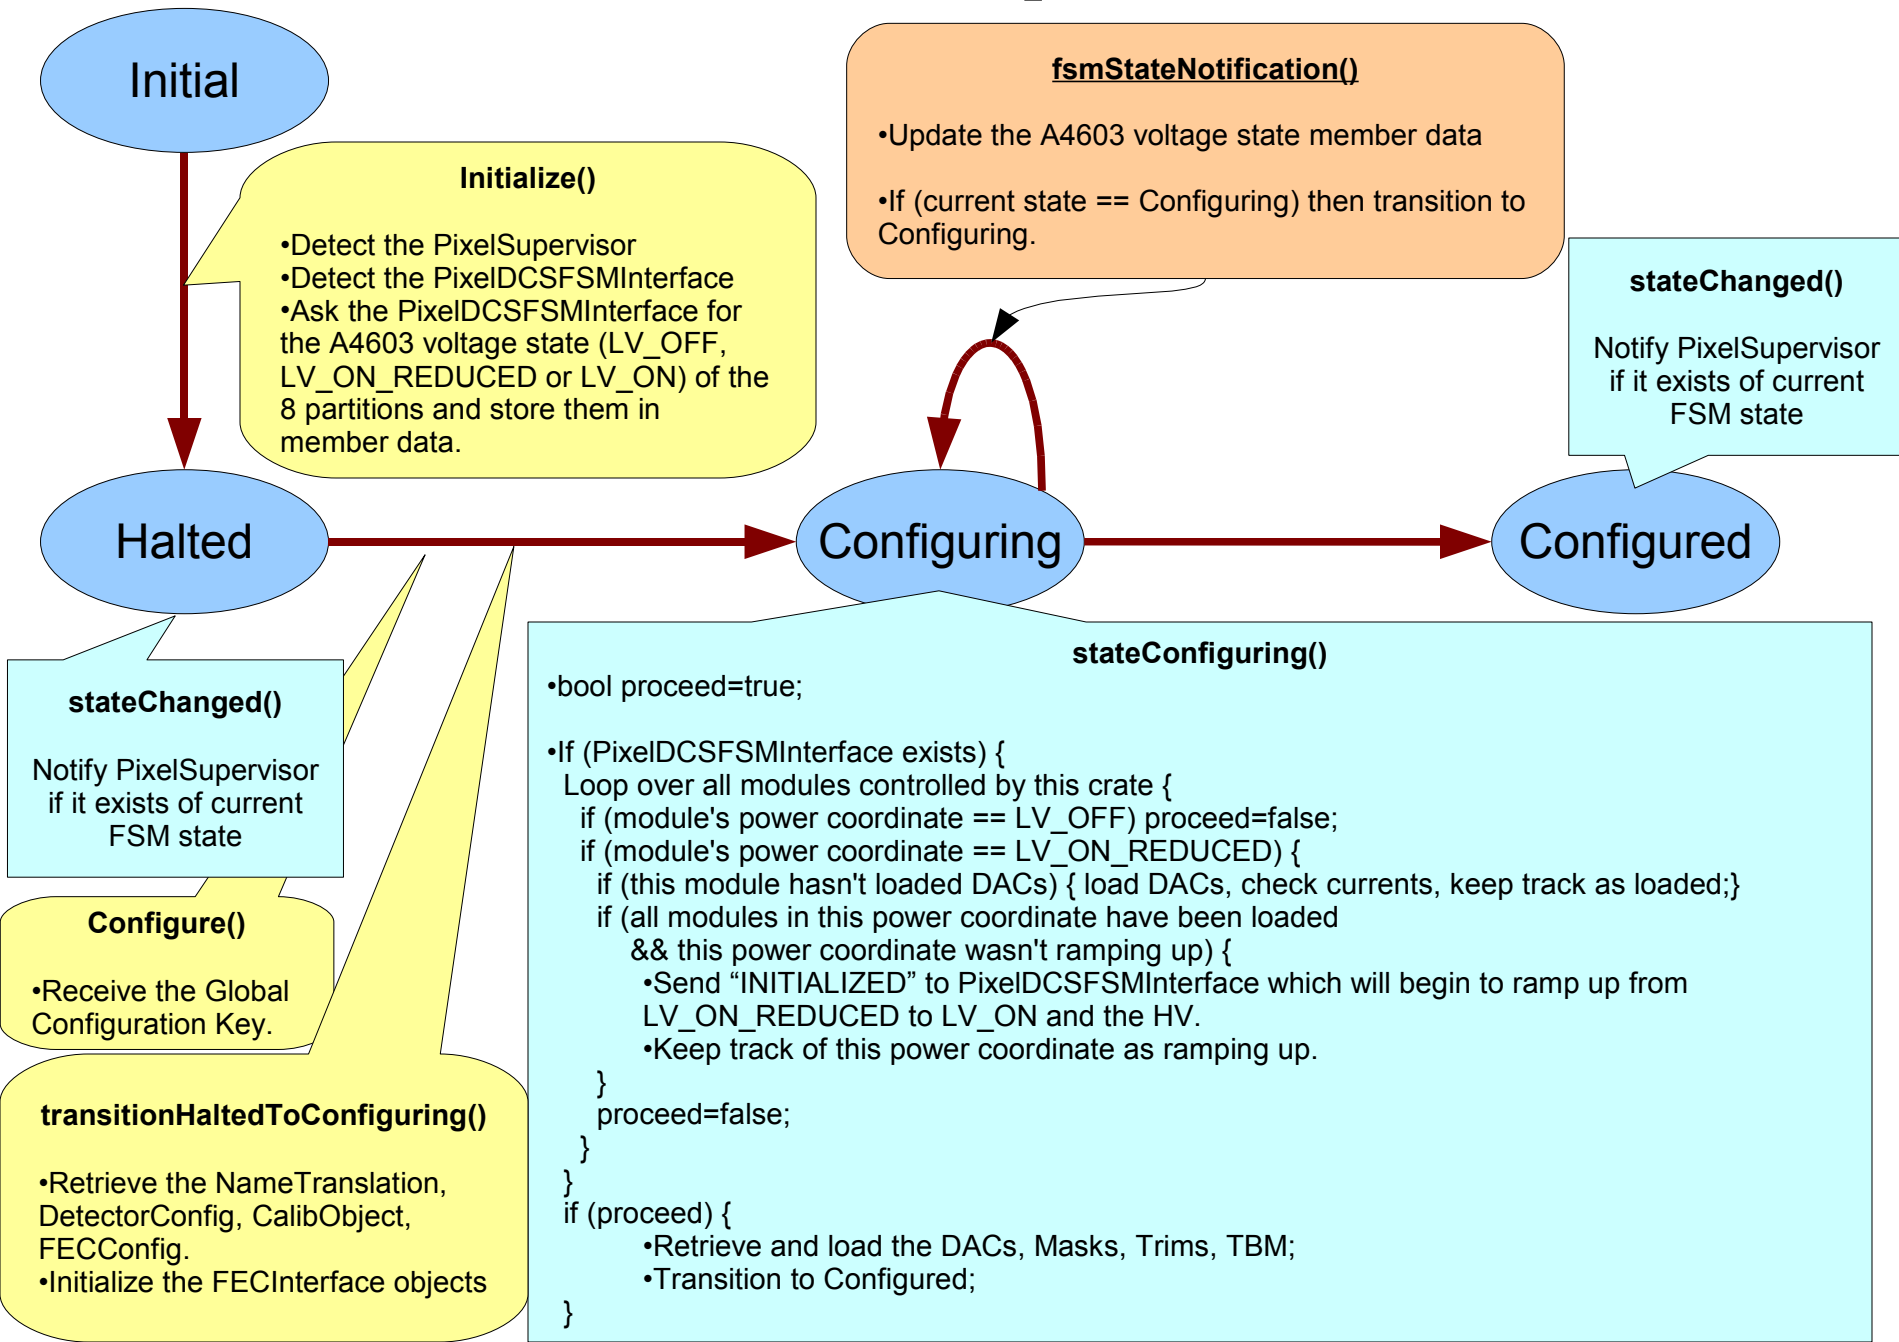 Initial
fsmStateNotification()
•Update the A4603 voltage state member data
•If (current state == Configuring) then transition to
Configuring.
Initialize()
•Detect the PixelSupervisor
•Detect the PixelDCSFSMInterface
•Ask the PixelDCSFSMInterface for
the A4603 voltage state (LV_OFF,
LV_ON_REDUCED or LV_ON) of the
8 partitions and store them in
member data.
stateChanged()
Notify PixelSupervisor
if it exists of current
FSM state
Halted
Configuring
Configured
stateChanged()
Notify PixelSupervisor
if it exists of current
FSM state
Configure()
•Receive the Global
Configuration Key.
transitionHaltedToConfiguring()
•Retrieve the NameTranslation,
DetectorConfig, CalibObject,
FECConfig.
•Initialize the FECInterface objects
stateConfiguring()
•bool proceed=true;
•If (PixelDCSFSMInterface exists) {
Loop over all modules controlled by this crate {
if (module's power coordinate == LV_OFF) proceed=false;
if (module's power coordinate == LV_ON_REDUCED) {
if (this module hasn't loaded DACs) { load DACs, check currents, keep track as loaded;}
if (all modules in this power coordinate have been loaded
&& this power coordinate wasn't ramping up) {
•Send “INITIALIZED” to PixelDCSFSMInterface which will begin to ramp up from
LV_ON_REDUCED to LV_ON and the HV.
•Keep track of this power coordinate as ramping up.
}
proceed=false;
}
}
if (proceed) {
•Retrieve and load the DACs, Masks, Trims, TBM;
•Transition to Configured;
}